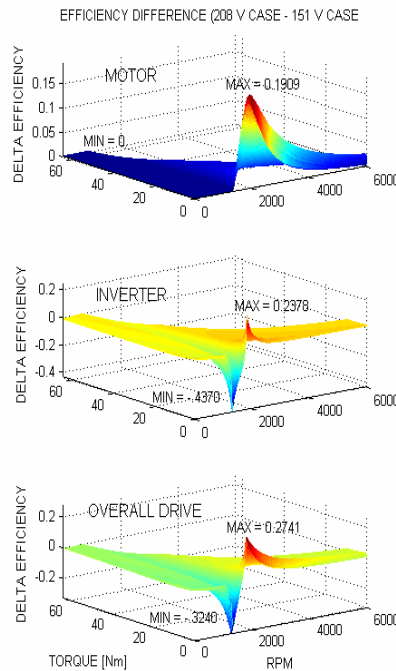 EFFICIENCY DIFFERENCE (208 V CASE - 151 V CASE
MOTOR
MAX = 0.1909
MIN = 0
DELTA EFFICIENCY
0.15
0.1
0.05
0
60
40
20
0
0
2000
4000
6000
INVERTER
MAX = 0.2378
MIN = -.4370
DELTA EFFICIENCY
0.2
0
-0.2
-0.4
60
40
20
0
0
2000
4000
6000
OVERALL DRIVE
MAX = 0.2741
MIN = -.3240
DELTA EFFICIENCY
0.2
0
-0.2
60
40
20
0
0
2000
4000
6000
TORQUE [Nm]
RPM